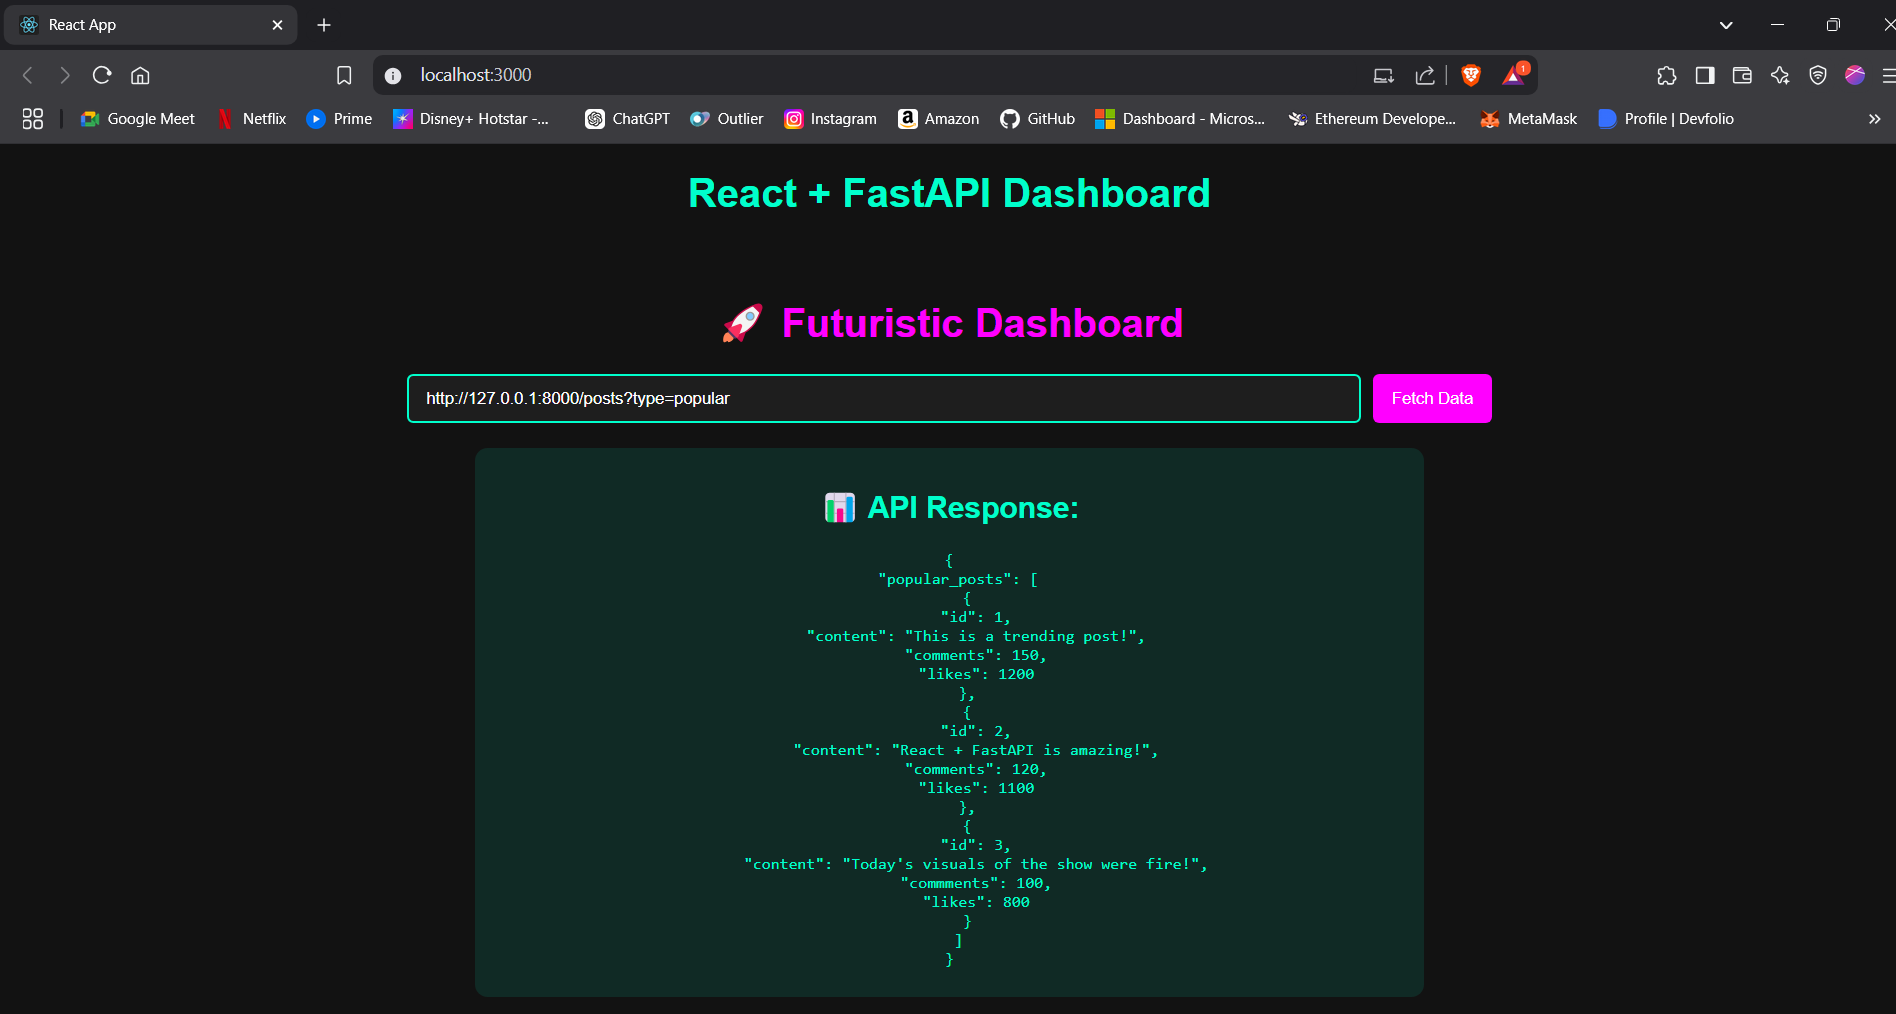 React App
localhost:3000
1
Google Meet
Netflix
Prime
Disney+ Hotstar -...
ChatGPT
Outlier
Instagram
Amazon
GitHub
Dashboard - Micros...
Ethereum Develope...
MetaMask
Profile | Devfolio
React + FastAPI Dashboard
🚀 Futuristic Dashboard
http://127.0.0.1:8000/posts?type=popular
Fetch Data
📊 API Response:
{
"popular_posts": [
{
"id": 1,
"content": "This is a trending post!",
"comments": 150,
"likes": 1200
},
{
"id": 2,
"content": "React + FastAPI is amazing!",
"comments": 120,
"likes": 1100
},
{
"id": 3,
"content": "Today's visuals of the show were fire!",
"commments": 100,
"likes": 800
}
]
}